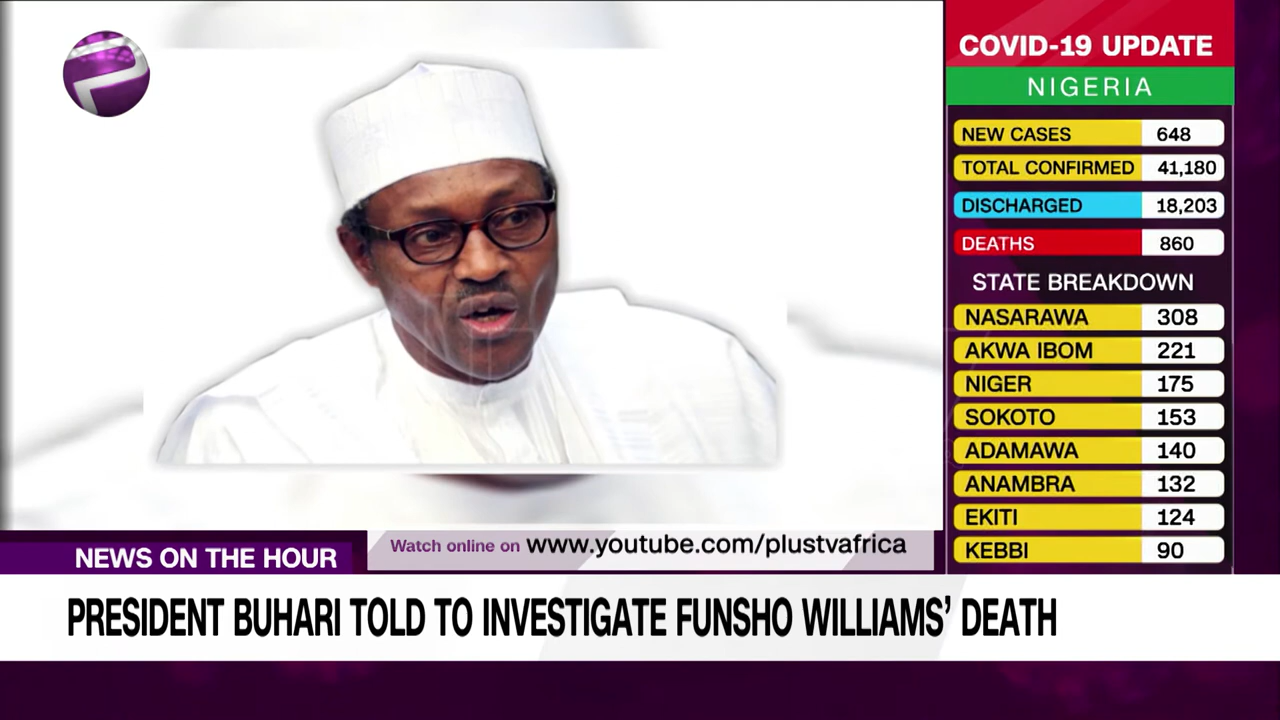 COVID-19 UPDATE
NIGERIA
NEW CASES 648
TOTAL CONFIRMED 41,180
DISCHARGED 18,203
DEATHS 860
STATE BREAKDOWN
NASARAWA 308
AKWA IBOM 221
NIGER 175
SOKOTO 153
ADAMAWA 140
ANAMBRA 132
EKITI 124
KEBBI 90
NEWS ON THE HOUR
Watch online on www.youtube.com/plustvafrica
PRESIDENT BUHARI TOLD TO INVESTIGATE FUNSHO WILLIAMS’ DEATH